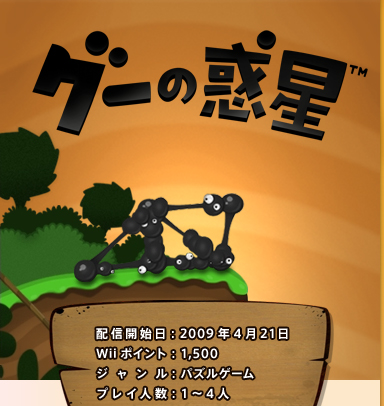 グーの惑星™
配信開始日：2009年4月21日
Wiiポイント：1,500
ジャンル：パズルゲーム
プレイ人数：1～4人